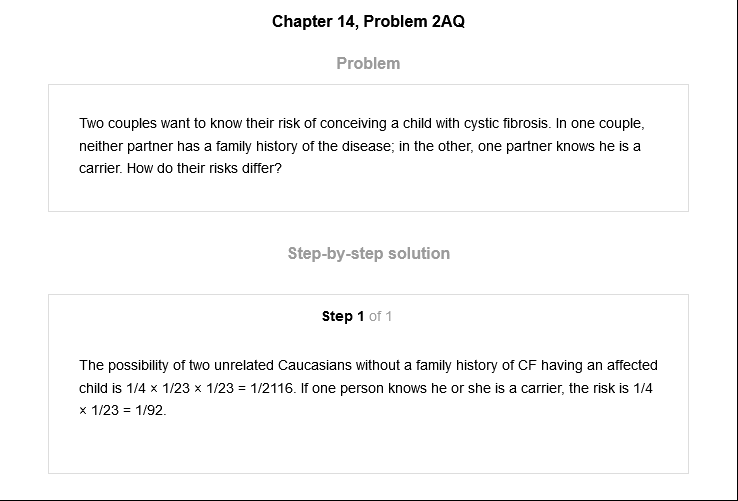 Chapter 14, Problem 2AQ
Problem
Two couples want to know their risk of conceiving a child with cystic fibrosis. In one couple,
neither partner has a family history of the disease; in the other, one partner knows he is a
carrier. How do their risks differ?
Step-by-step solution
Step 1 of 1
The possibility of two unrelated Caucasians without a family history of CF having an affected
child is 1/4 × 1/23 × 1/23 = 1/2116. If one person knows he or she is a carrier, the risk is 1/4
× 1/23 = 1/92.